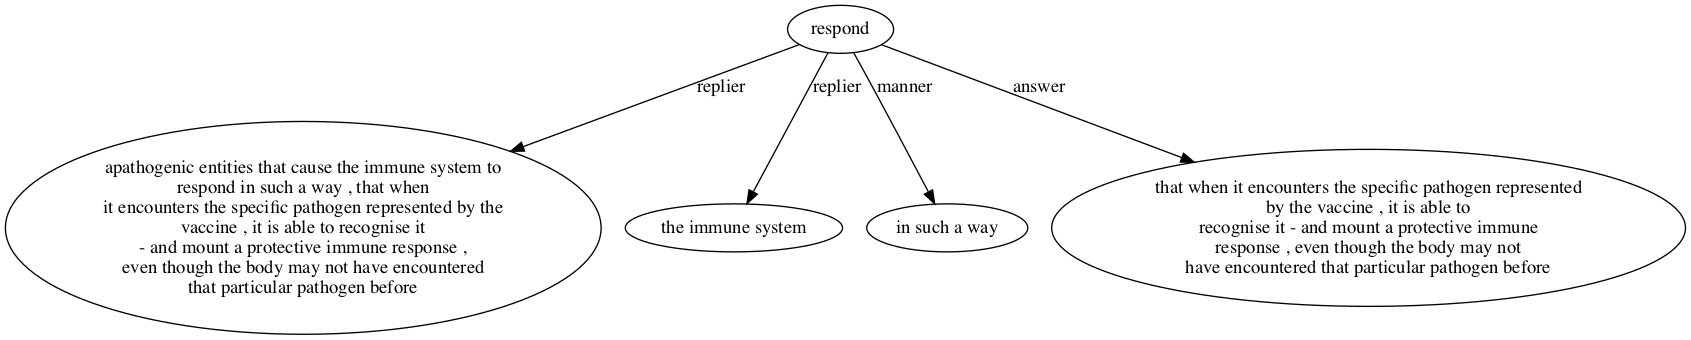 respond
replier
replier
manner
answer
apathogenic entities that cause the immune system to
respond in such a way , that when
it encounters the specific pathogen represented by the
vaccine , it is able to recognise it
- and mount a protective immune response ,
even though the body may not have encountered
that particular pathogen before
the immune system
in such a way
that when it encounters the specific pathogen represented
by the vaccine , it is able to
recognise it - and mount a protective immune
response , even though the body may not
have encountered that particular pathogen before